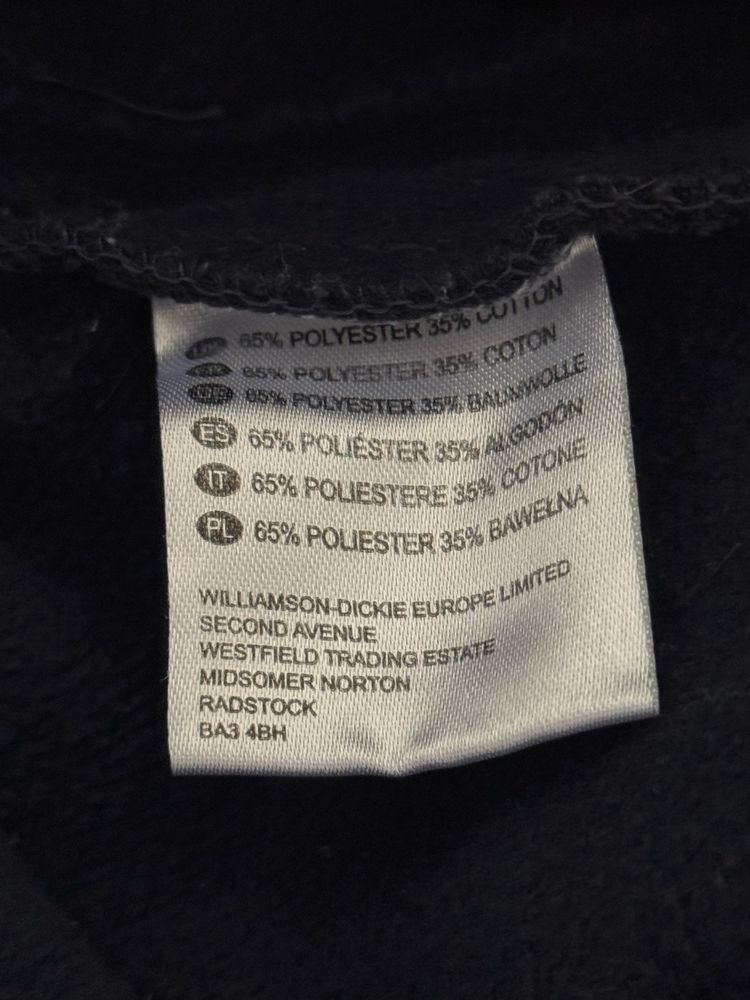 65% POLYESTER 35% COTTON
65% POLYESTER 35% COTON
65% POLYESTER 35% BAUMWOLLE
ES 65% POLIÉSTER 35% ALGODÓN
IT 65% POLIESTERE 35% COTONE
PL 65% POLIESTER 35% BAWEŁNA
WILLIAMSON-DICKIE EUROPE LIMITED
SECOND AVENUE
WESTFIELD TRADING ESTATE
MIDSOMER NORTON
RADSTOCK
BA3 4BH